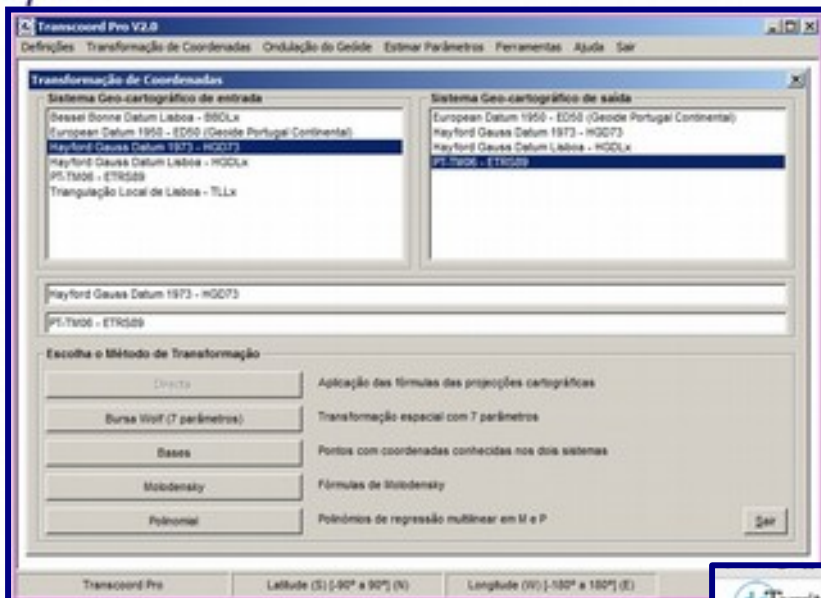 Transcoord Pro V2.0
Definições Transformação de Coordenadas Ondulação do Geóide Estimar Parâmetros Ferramentas Ajuda Sair
Transformação de Coordenadas
Sistema Geo-cartográfico de entrada
Bessel Bonne Datum Lisboa - BBDLx
European Datum 1950 - ED50 (Geoide Portugal Continental)
Hayford Gauss Datum 1973 - HGD73
Hayford Gauss Datum Lisboa - HGDLx
PT-TM06 - ETRS89
Triangulação Local de Lisboa - TLLx
Sistema Geo-cartográfico de saída
European Datum 1950 - ED50 (Geoide Portugal Continental)
Hayford Gauss Datum 1973 - HGD73
Hayford Gauss Datum Lisboa - HGDLx
PT-TM06 - ETRS89
Hayford Gauss Datum 1973 - HGD73
PT-TM06 - ETRS89
Escolha o Método de Transformação
Directa Aplicação das fórmulas das projecções cartográficas
Bursa Wolf (7 parâmetros) Transformação espacial com 7 parâmetros
Bases Pontos com coordenadas conhecidas nos dois sistemas
Molodensky Fórmulas de Molodensky
Polinomial Polinómios de regressão multilinear em M e P
Sair
Transcoord Pro Latitude (S) [-90º a 90º] (N) Longitude (W) [-180º a 180º] (E)